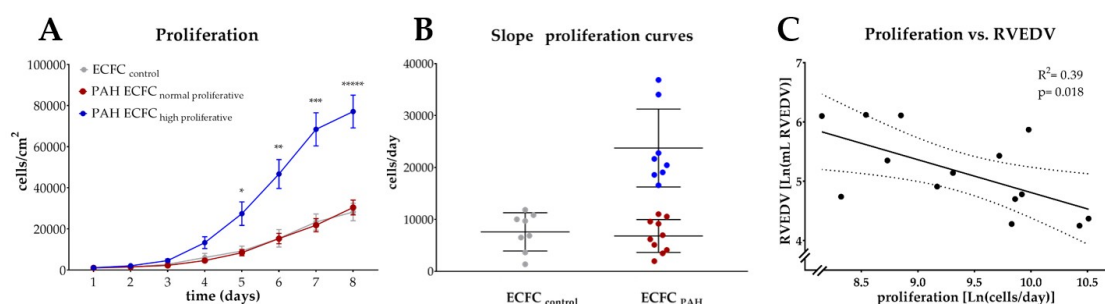 A
Proliferation
ECFC control
PAH ECFC normal proliferative
PAH ECFC high proliferative
cells/cm2
100000
80000
60000
40000
20000
0
*
**
***
*****
1 2 3 4 5 6 7 8
time (days)
B
Slope proliferation curves
cells/day
40000
30000
20000
10000
0
ECFC control
ECFC PAH
C
Proliferation vs. RVEDV
R2= 0.39
p= 0.018
RVEDV [Ln(mL RVEDV)]
7
6
5
4
8.5 9.0 9.5 10.0 10.5
proliferation [Ln(cells/day)]